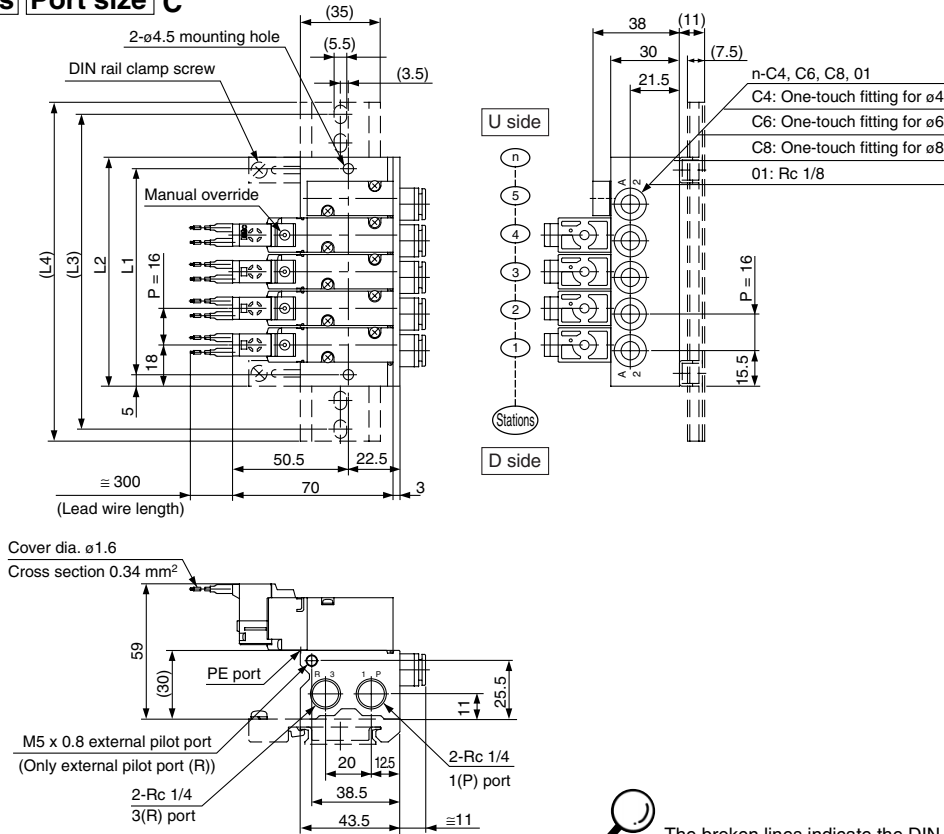 s Port size C
(35)
38
(11)
2-ø4.5 mounting hole
(5.5)
30
(7.5)
DIN rail clamp screw
(3.5)
21.5
n-C4, C6, C8, 01
C4: One-touch fitting for ø4
C6: One-touch fitting for ø6
C8: One-touch fitting for ø8
01: Rc 1/8
U side
n
5
4
3
2
1
Stations
D side
Manual override
A 2
A 2
(L4)
(L3)
L2
L1
P = 16
18
5
P = 16
15.5
50.5
22.5
≅ 300
70
3
(Lead wire length)
Cover dia. ø1.6
Cross section 0.34 mm2
59
(30)
PE port
R 3
1 P
11
25.5
M5 x 0.8 external pilot port
(Only external pilot port (R))
20
12.5
2-Rc 1/4
1(P) port
2-Rc 1/4
3(R) port
38.5
43.5
≅11
The broken lines indicate the DIN